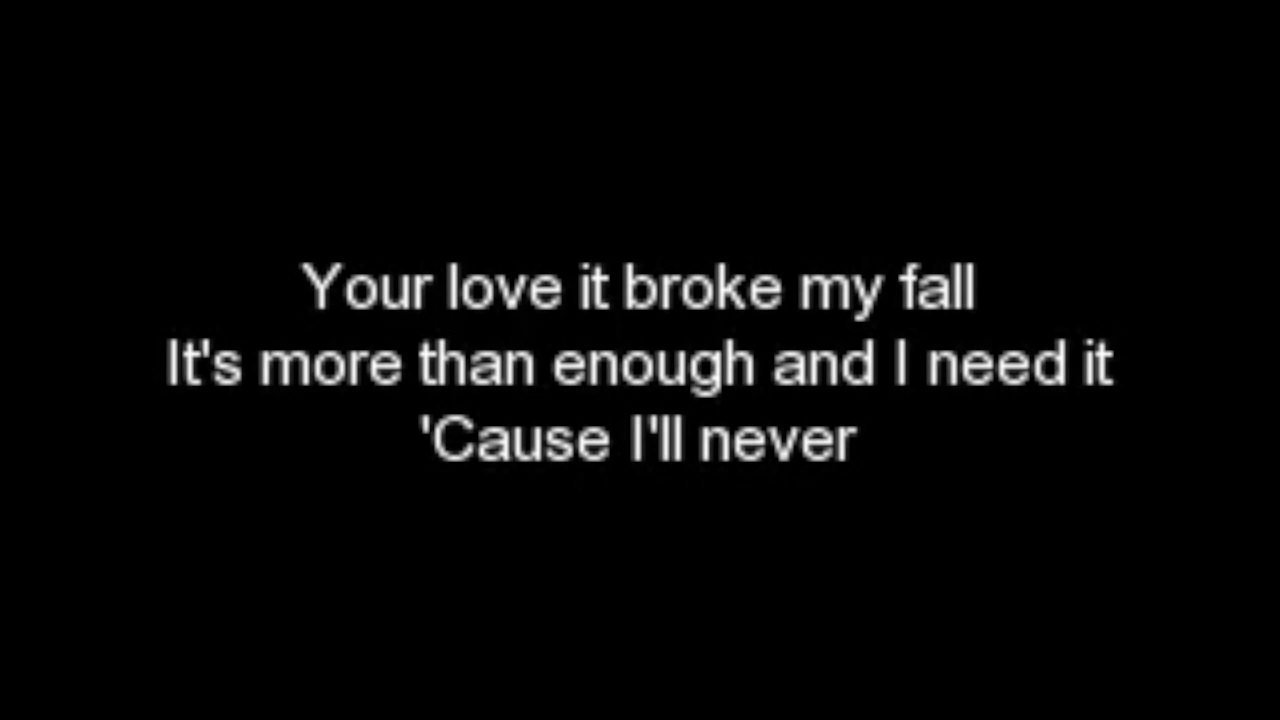 Your love it broke my fall
It's more than enough and I need it
'Cause I'll never